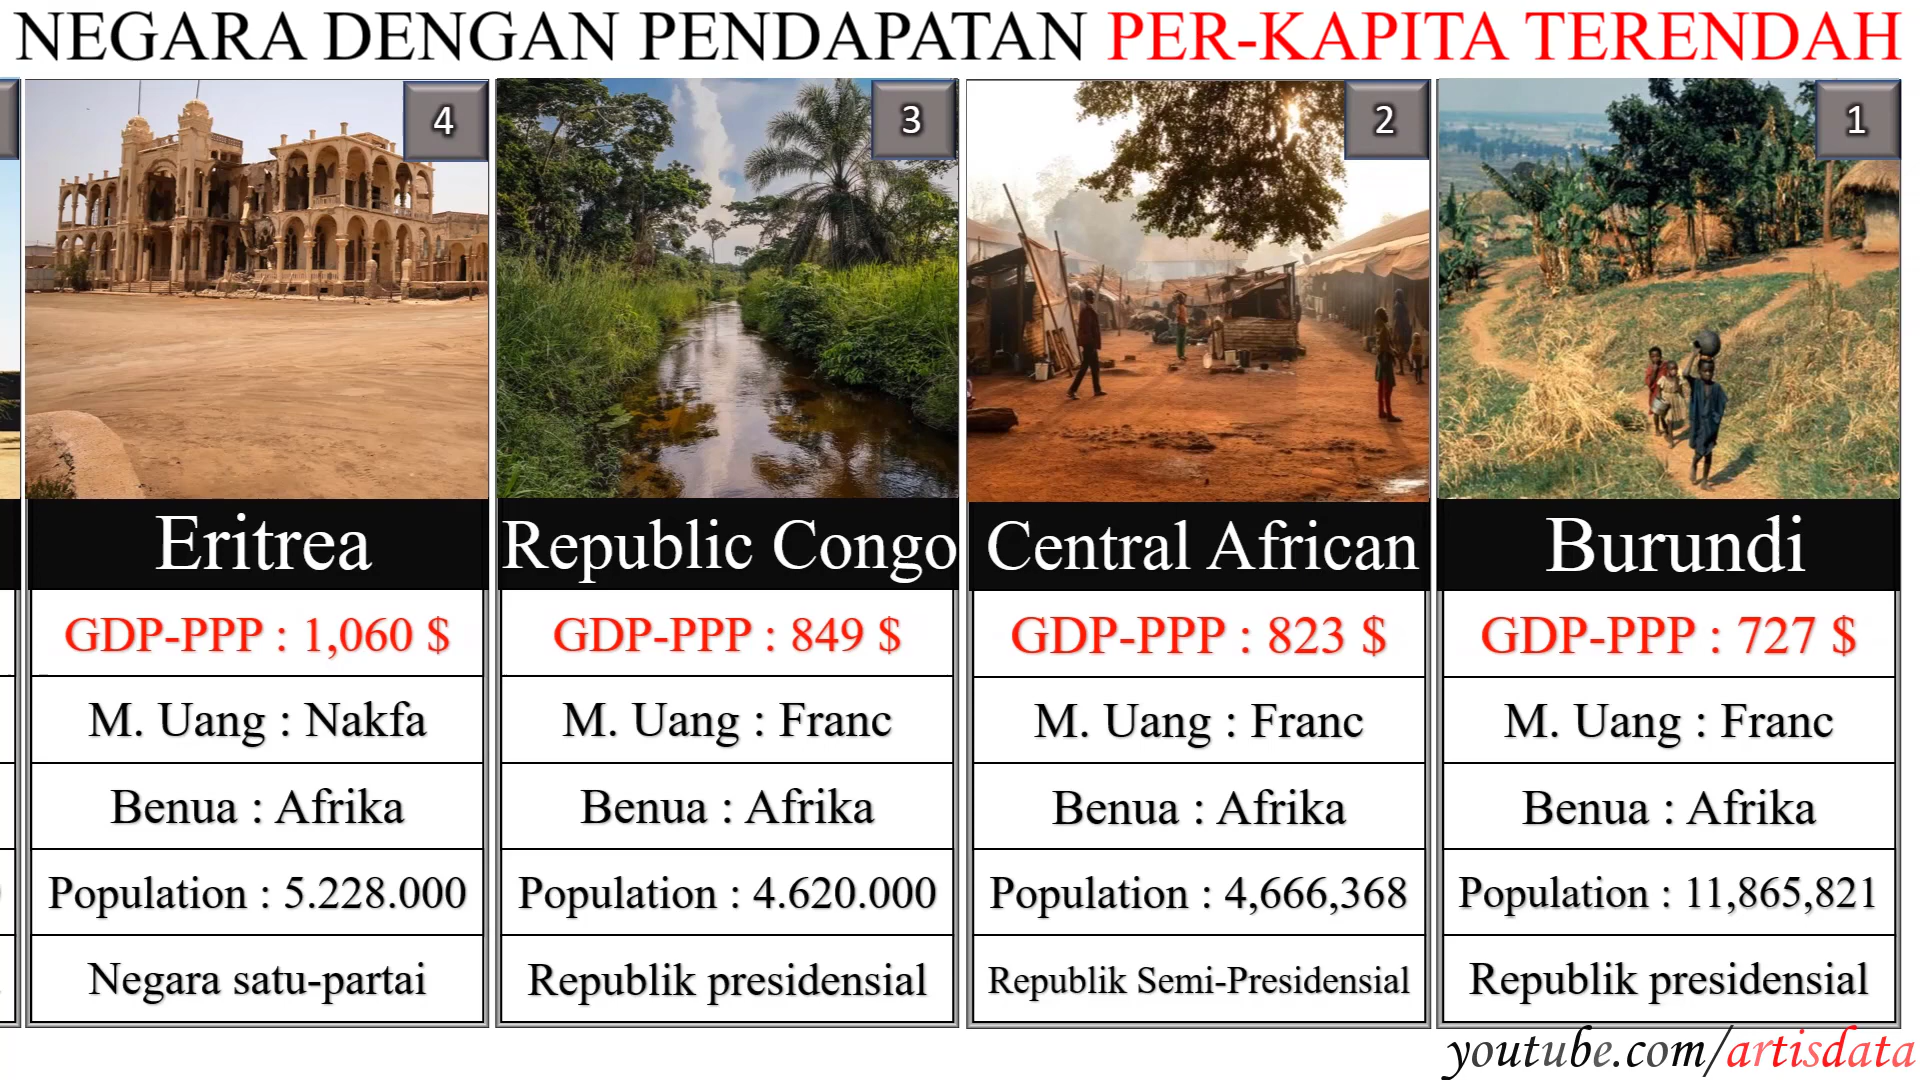 NEGARA DENGAN PENDAPATAN PER-KAPITA TERENDAH
4
Eritrea
GDP-PPP : 1,060 $
M. Uang : Nakfa
Benua : Afrika
Population : 5.228.000
Negara satu-partai
3
Republic Congo
GDP-PPP : 849 $
M. Uang : Franc
Benua : Afrika
Population : 4.620.000
Republik presidensial
2
Central African
GDP-PPP : 823 $
M. Uang : Franc
Benua : Afrika
Population : 4,666,368
Republik Semi-Presidensial
1
Burundi
GDP-PPP : 727 $
M. Uang : Franc
Benua : Afrika
Population : 11,865,821
Republik presidensial
youtube.com/artisdata